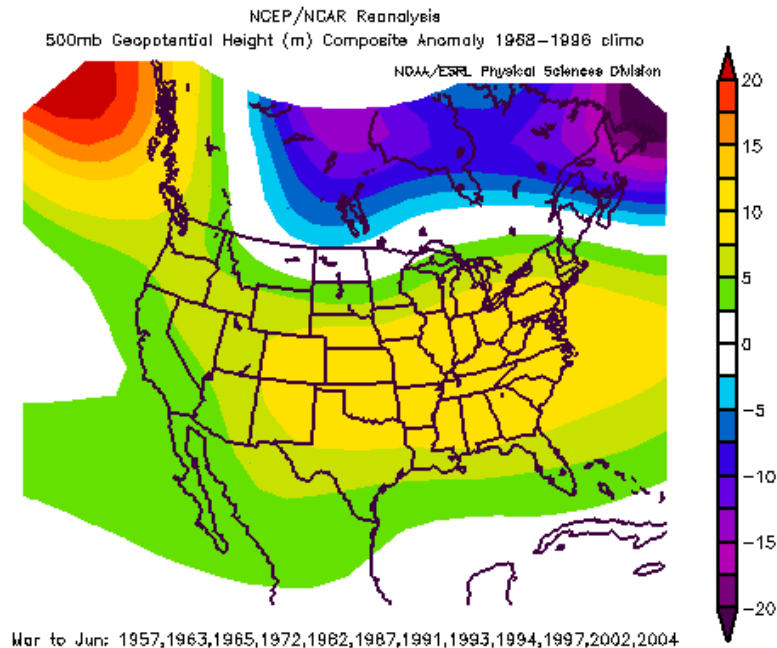 NCEP/NCAR Reanalysis
500mb Geopotential Height (m) Composite Anomaly 1968-1996 climo
NOAA/ESRL Physical Sciences Division
20
15
10
5
0
-5
-10
-15
-20
Mar to Jun: 1957,1963,1965,1972,1982,1987,1991,1993,1994,1997,2002,2004